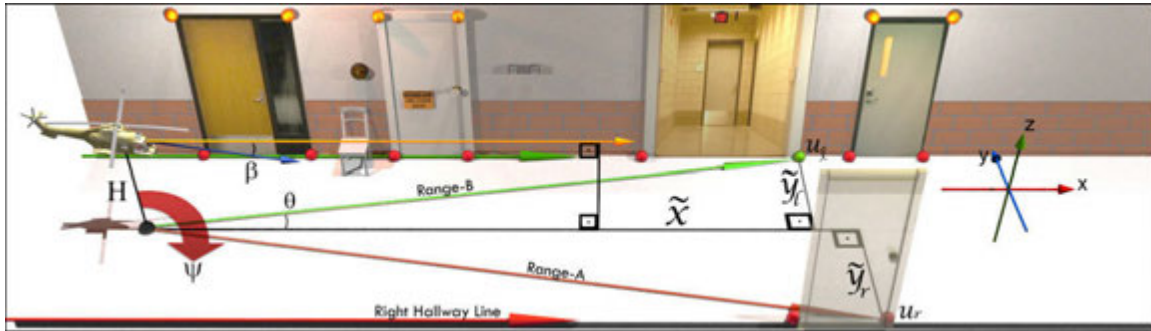 z
u_l
y
x
β
H
Range-B
ỹ_l
θ
x̃
ψ
Range-A
ỹ_r
Right Hallway Line
u_r